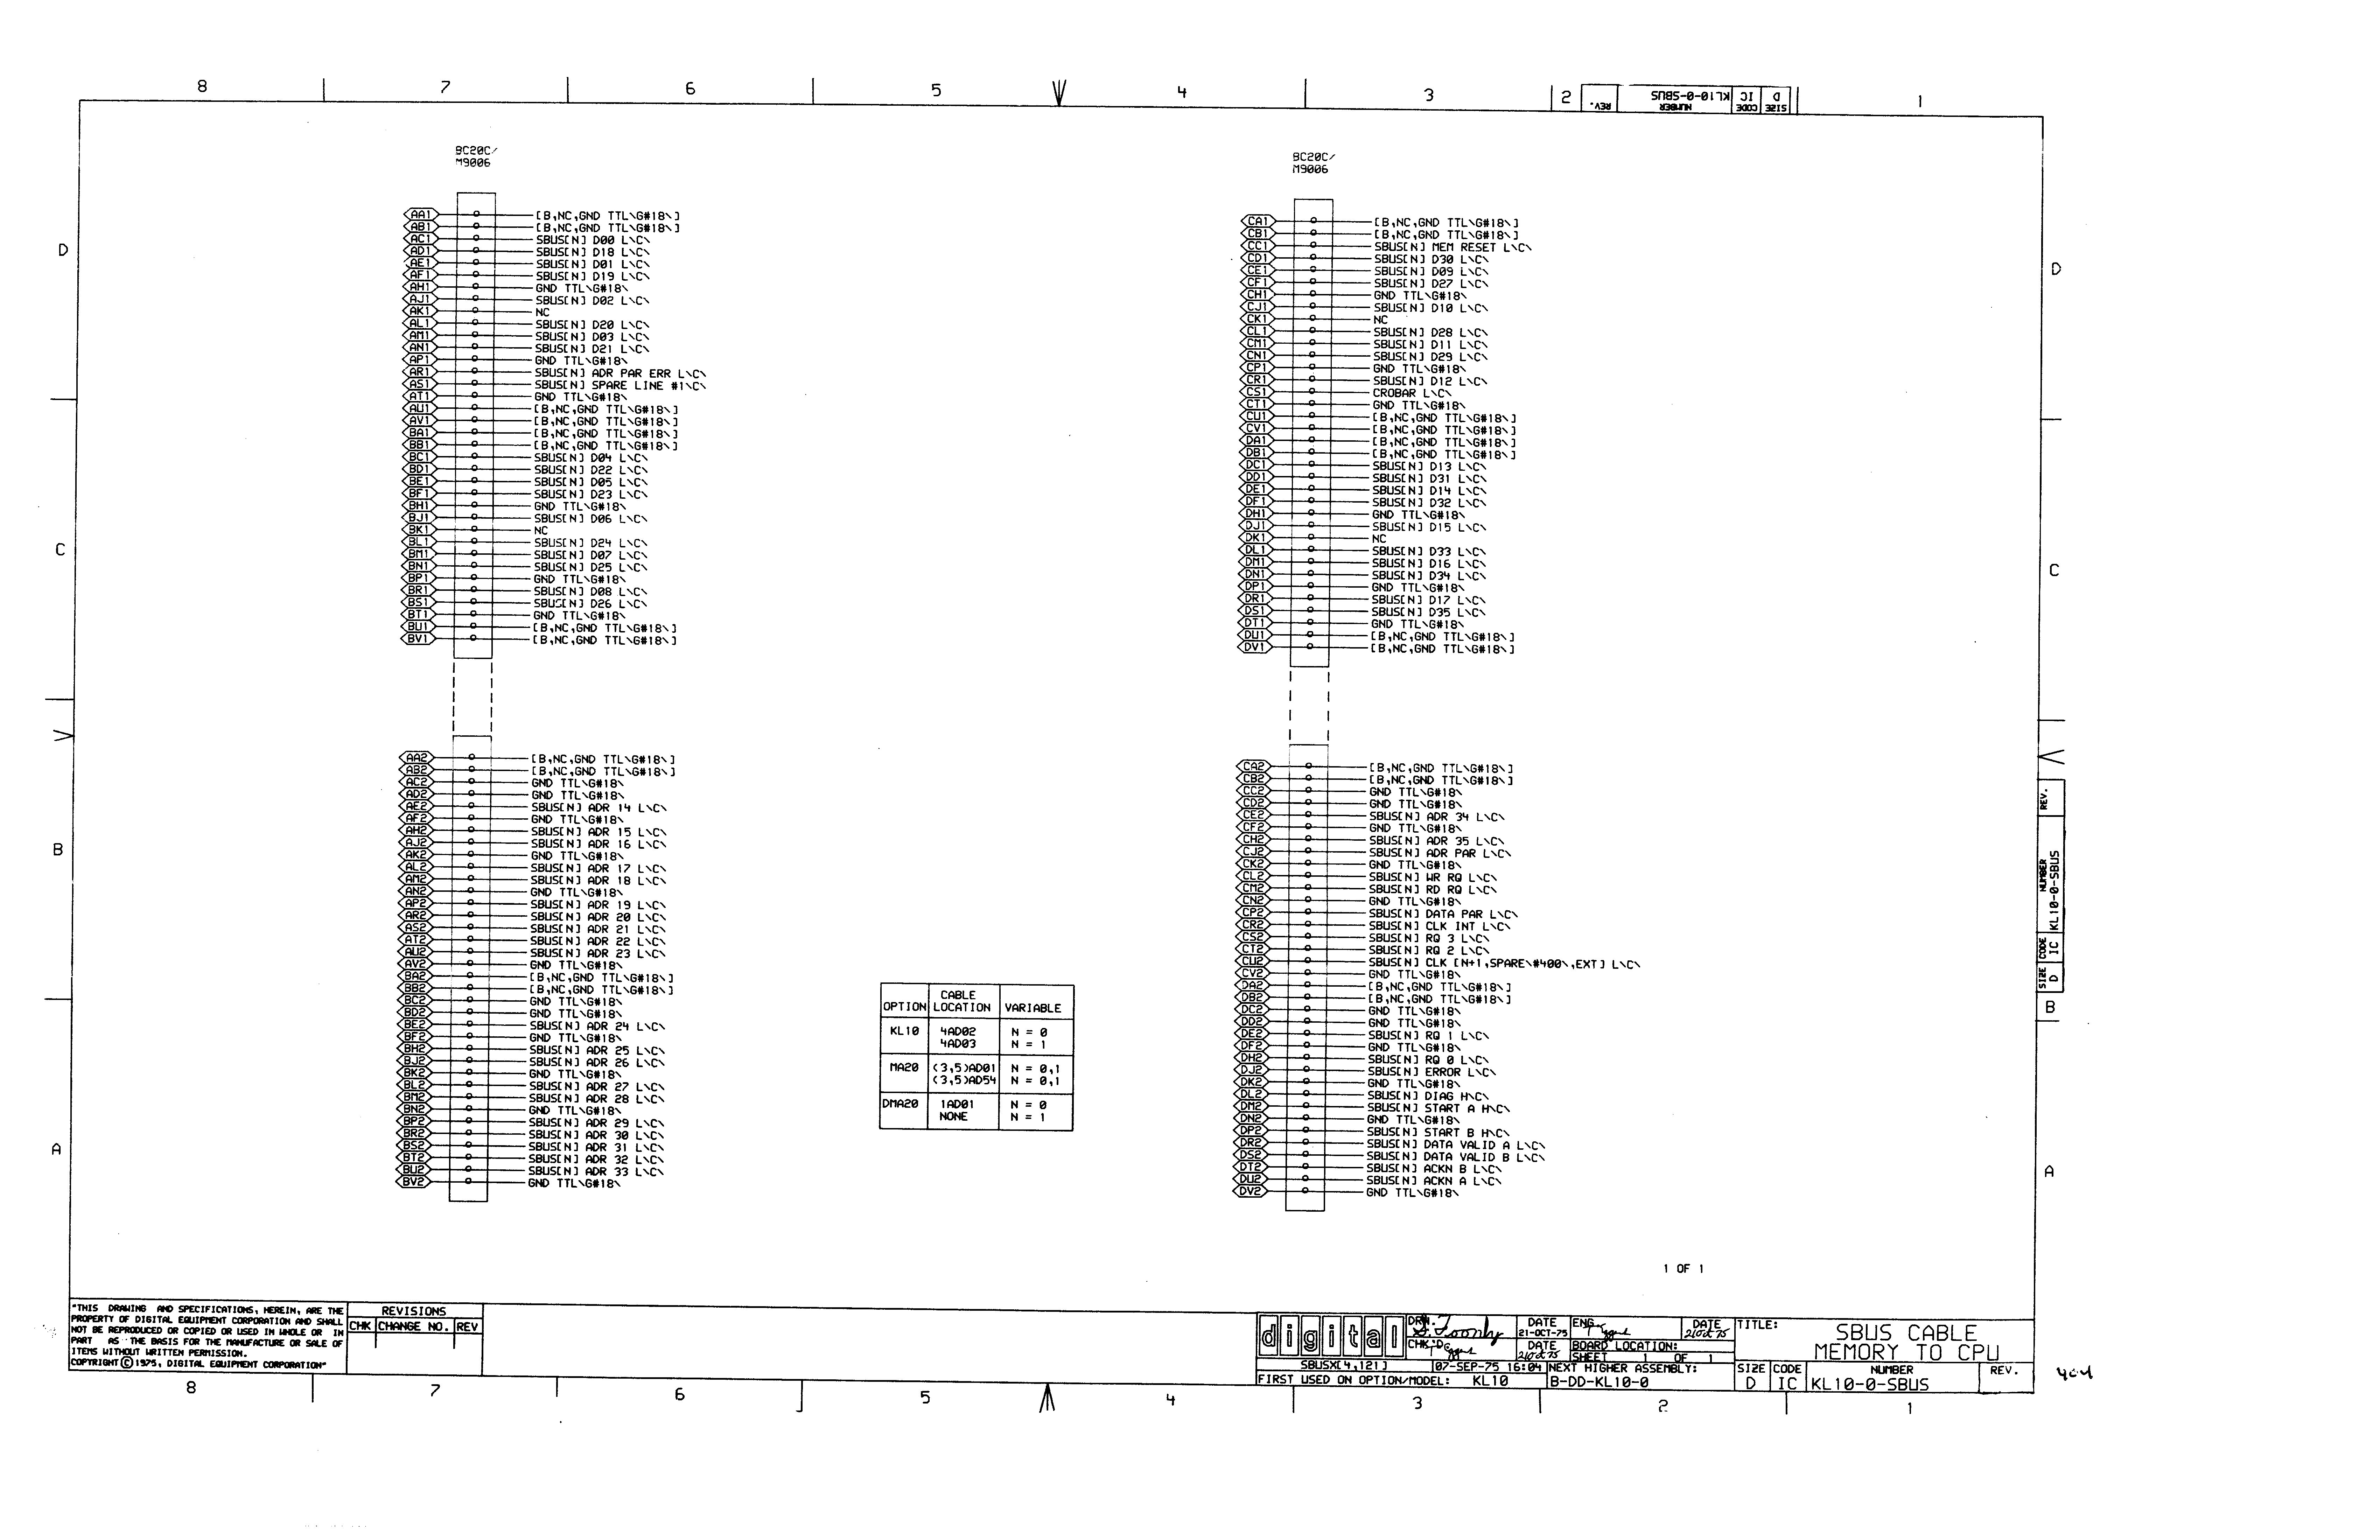 8 7 6 5 4 3 2 1
REV. NUMBER KL10-0-SBUS CODE IC SIZE D
BC20C/
M9006
AA1 [B,NC,GND TTL\G#18\]
AB1 [B,NC,GND TTL\G#18\]
AC1 SBUS[N] D00 L\C\
AD1 SBUS[N] D18 L\C\
AE1 SBUS[N] D01 L\C\
AF1 SBUS[N] D19 L\C\
AH1 GND TTL\G#18\
AJ1 SBUS[N] D02 L\C\
AK1 NC
AL1 SBUS[N] D20 L\C\
AM1 SBUS[N] D03 L\C\
AN1 SBUS[N] D21 L\C\
AP1 GND TTL\G#18\
AR1 SBUS[N] ADR PAR ERR L\C\
AS1 SBUS[N] SPARE LINE #1\C\
AT1 GND TTL\G#18\
AU1 [B,NC,GND TTL\G#18\]
AV1 [B,NC,GND TTL\G#18\]
BA1 [B,NC,GND TTL\G#18\]
BB1 [B,NC,GND TTL\G#18\]
BC1 SBUS[N] D04 L\C\
BD1 SBUS[N] D22 L\C\
BE1 SBUS[N] D05 L\C\
BF1 SBUS[N] D23 L\C\
BH1 GND TTL\G#18\
BJ1 SBUS[N] D06 L\C\
BK1 NC
BL1 SBUS[N] D24 L\C\
BM1 SBUS[N] D07 L\C\
BN1 SBUS[N] D25 L\C\
BP1 GND TTL\G#18\
BR1 SBUS[N] D08 L\C\
BS1 SBUS[N] D26 L\C\
BT1 GND TTL\G#18\
BU1 [B,NC,GND TTL\G#18\]
BV1 [B,NC,GND TTL\G#18\]
AA2 [B,NC,GND TTL\G#18\]
AB2 [B,NC,GND TTL\G#18\]
AC2 GND TTL\G#18\
AD2 GND TTL\G#18\
AE2 SBUS[N] ADR 14 L\C\
AF2 GND TTL\G#18\
AH2 SBUS[N] ADR 15 L\C\
AJ2 SBUS[N] ADR 16 L\C\
AK2 GND TTL\G#18\
AL2 SBUS[N] ADR 17 L\C\
AM2 SBUS[N] ADR 18 L\C\
AN2 GND TTL\G#18\
AP2 SBUS[N] ADR 19 L\C\
AR2 SBUS[N] ADR 20 L\C\
AS2 SBUS[N] ADR 21 L\C\
AT2 SBUS[N] ADR 22 L\C\
AU2 SBUS[N] ADR 23 L\C\
AV2 GND TTL\G#18\
BA2 [B,NC,GND TTL\G#18\]
BB2 [B,NC,GND TTL\G#18\]
BC2 GND TTL\G#18\
BD2 GND TTL\G#18\
BE2 SBUS[N] ADR 24 L\C\
BF2 GND TTL\G#18\
BH2 SBUS[N] ADR 25 L\C\
BJ2 SBUS[N] ADR 26 L\C\
BK2 GND TTL\G#18\
BL2 SBUS[N] ADR 27 L\C\
BM2 SBUS[N] ADR 28 L\C\
BN2 GND TTL\G#18\
BP2 SBUS[N] ADR 29 L\C\
BR2 SBUS[N] ADR 30 L\C\
BS2 SBUS[N] ADR 31 L\C\
BT2 SBUS[N] ADR 32 L\C\
BU2 SBUS[N] ADR 33 L\C\
BV2 GND TTL\G#18\
BC20C/
M9006
CA1 [B,NC,GND TTL\G#18\]
CB1 [B,NC,GND TTL\G#18\]
CC1 SBUS[N] MEM RESET L\C\
CD1 SBUS[N] D30 L\C\
CE1 SBUS[N] D09 L\C\
CF1 SBUS[N] D27 L\C\
CH1 GND TTL\G#18\
CJ1 SBUS[N] D10 L\C\
CK1 NC
CL1 SBUS[N] D28 L\C\
CM1 SBUS[N] D11 L\C\
CN1 SBUS[N] D29 L\C\
CP1 GND TTL\G#18\
CR1 SBUS[N] D12 L\C\
CS1 CROBAR L\C\
CT1 GND TTL\G#18\
CU1 [B,NC,GND TTL\G#18\]
CV1 [B,NC,GND TTL\G#18\]
DA1 [B,NC,GND TTL\G#18\]
DB1 [B,NC,GND TTL\G#18\]
DC1 SBUS[N] D13 L\C\
DD1 SBUS[N] D31 L\C\
DE1 SBUS[N] D14 L\C\
DF1 SBUS[N] D32 L\C\
DH1 GND TTL\G#18\
DJ1 SBUS[N] D15 L\C\
DK1 NC
DL1 SBUS[N] D33 L\C\
DM1 SBUS[N] D16 L\C\
DN1 SBUS[N] D34 L\C\
DP1 GND TTL\G#18\
DR1 SBUS[N] D17 L\C\
DS1 SBUS[N] D35 L\C\
DT1 GND TTL\G#18\
DU1 [B,NC,GND TTL\G#18\]
DV1 [B,NC,GND TTL\G#18\]
CA2 [B,NC,GND TTL\G#18\]
CB2 [B,NC,GND TTL\G#18\]
CC2 GND TTL\G#18\
CD2 GND TTL\G#18\
CE2 SBUS[N] ADR 34 L\C\
CF2 GND TTL\G#18\
CH2 SBUS[N] ADR 35 L\C\
CJ2 SBUS[N] ADR PAR L\C\
CK2 GND TTL\G#18\
CL2 SBUS[N] WR RQ L\C\
CM2 SBUS[N] RD RQ L\C\
CN2 GND TTL\G#18\
CP2 SBUS[N] DATA PAR L\C\
CR2 SBUS[N] CLK INT L\C\
CS2 SBUS[N] RQ 3 L\C\
CT2 SBUS[N] RQ 2 L\C\
CU2 SBUS[N] CLK [N+1,SPARE\#400\,EXT] L\C\
CV2 GND TTL\G#18\
DA2 [B,NC,GND TTL\G#18\]
DB2 [B,NC,GND TTL\G#18\]
DC2 GND TTL\G#18\
DD2 GND TTL\G#18\
DE2 SBUS[N] RQ 1 L\C\
DF2 GND TTL\G#18\
DH2 SBUS[N] RQ 0 L\C\
DJ2 SBUS[N] ERROR L\C\
DK2 GND TTL\G#18\
DL2 SBUS[N] DIAG H\C\
DM2 SBUS[N] START A H\C\
DN2 GND TTL\G#18\
DP2 SBUS[N] START B H\C\
DR2 SBUS[N] DATA VALID A L\C\
DS2 SBUS[N] DATA VALID B L\C\
DT2 SBUS[N] ACKN B L\C\
DU2 SBUS[N] ACKN A L\C\
DV2 GND TTL\G#18\
OPTION CABLE LOCATION VARIABLE
KL10 4AD02 N = 0
4AD03 N = 1
MA20 (3,5)AD01 N = 0,1
(3,5)AD54 N = 0,1
DMA20 1AD01 N = 0
NONE N = 1
D
C
B
A
D
C
B
A
SIZE D CODE IC NUMBER KL10-0-SBUS REV.
1 OF 1
"THIS DRAWING AND SPECIFICATIONS, HEREIN, ARE THE
PROPERTY OF DIGITAL EQUIPMENT CORPORATION AND SHALL
NOT BE REPRODUCED OR COPIED OR USED IN WHOLE OR IN
PART AS THE BASIS FOR THE MANUFACTURE OR SALE OF
ITEMS WITHOUT WRITTEN PERMISSION.
COPYRIGHT © 1975, DIGITAL EQUIPMENT CORPORATION"
REVISIONS
CHK CHANGE NO. REV
digital
DRN.
DATE 21-OCT-75
ENG.
DATE 21 Oct 75
CHK'D
DATE 21 Oct 75
BOARD LOCATION:
SHEET 1 OF 1
SBUSX[4,121] 07-SEP-75 16:04 NEXT HIGHER ASSEMBLY:
FIRST USED ON OPTION/MODEL: KL10 B-DD-KL10-0
TITLE: SBUS CABLE
MEMORY TO CPU
SIZE D CODE IC NUMBER KL10-0-SBUS REV.
404
8 7 6 5 4 3 2 1